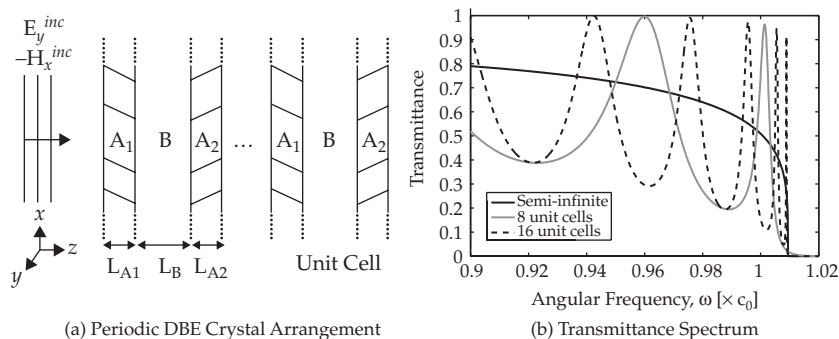 E_y^inc
−H_x^inc
A₁ B A₂ ... A₁ B A₂
x
z
y
L_A1 L_B L_A2
Unit Cell
(a) Periodic DBE Crystal Arrangement
Transmittance
1
0.9
0.8
0.7
0.6
0.5
0.4
0.3
0.2
0.1
0
Semi-infinite
8 unit cells
16 unit cells
0.9 0.92 0.94 0.96 0.98 1 1.02
Angular Frequency, ω [× c₀]
(b) Transmittance Spectrum